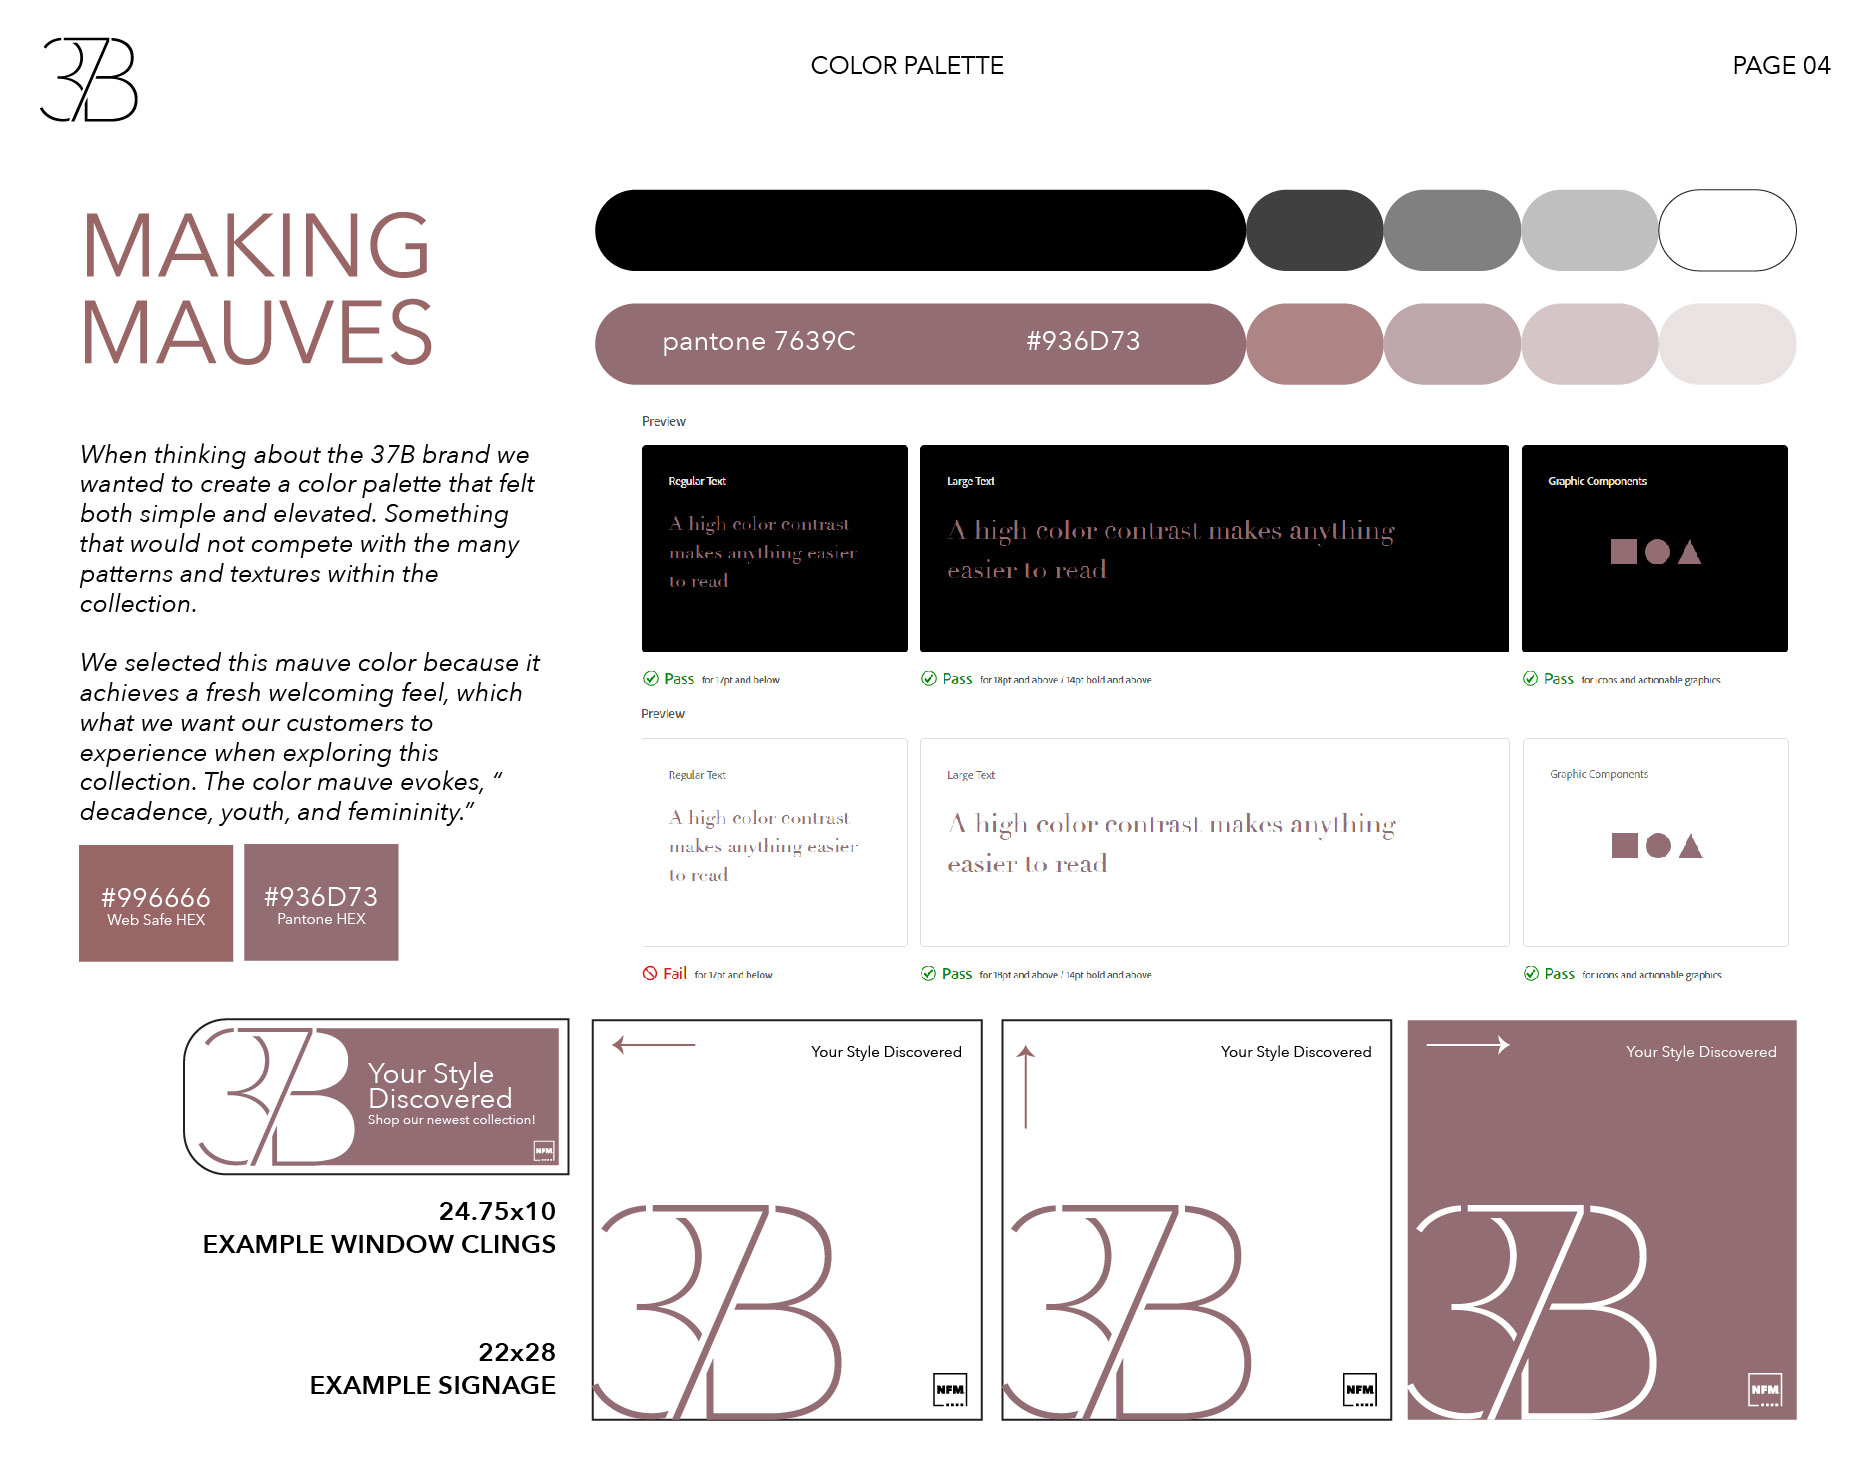 37B
COLOR PALETTE
PAGE 04
MAKING
MAUVES
pantone 7639C
#936D73
When thinking about the 37B brand we
wanted to create a color palette that felt
both simple and elevated. Something
that would not compete with the many
patterns and textures within the
collection.
We selected this mauve color because it
achieves a fresh welcoming feel, which
what we want our customers to
experience when exploring this
collection. The color mauve evokes, “
decadence, youth, and femininity.”
#996666
Web Safe HEX
#936D73
Pantone HEX
Preview
Regular Text
A high color contrast
makes anything easier
to read
Large Text
A high color contrast makes anything
easier to read
Graphic Components
Pass for 17pt and below
Pass for 18pt and above / 14pt bold and above
Pass for icons and actionable graphics
Preview
Regular Text
A high color contrast
makes anything easier
to read
Large Text
A high color contrast makes anything
easier to read
Graphic Components
Fail for 17pt and below
Pass for 18pt and above / 14pt bold and above
Pass for icons and actionable graphics
37B
Your Style
Discovered
Shop our newest collection!
NFM
24.75x10
EXAMPLE WINDOW CLINGS
22x28
EXAMPLE SIGNAGE
Your Style Discovered
37B
NFM
Your Style Discovered
37B
NFM
Your Style Discovered
37B
NFM